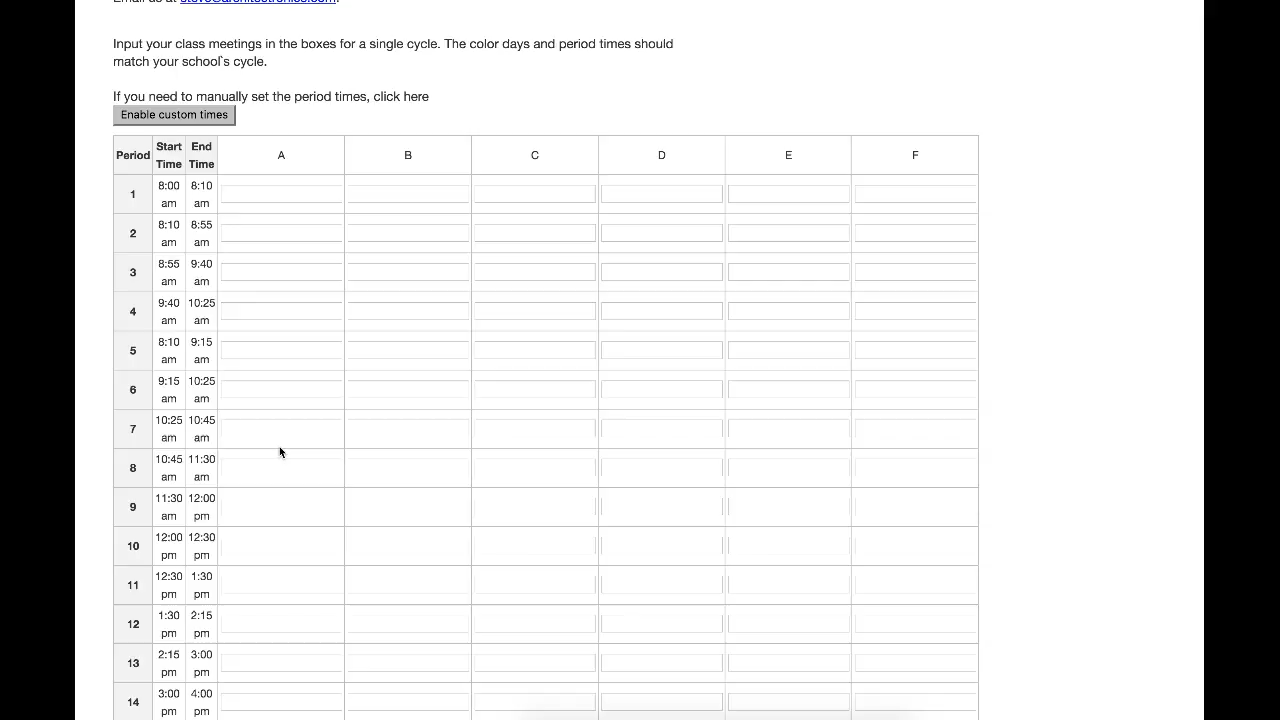 Email us at steve@architectronics.com.
Input your class meetings in the boxes for a single cycle. The color days and period times should
match your school`s cycle.
If you need to manually set the period times, click here
Enable custom times
Period Start Time End Time A B C D E F
1 8:00 am 8:10 am
2 8:10 am 8:55 am
3 8:55 am 9:40 am
4 9:40 am 10:25 am
5 8:10 am 9:15 am
6 9:15 am 10:25 am
7 10:25 am 10:45 am
8 10:45 am 11:30 am
9 11:30 am 12:00 pm
10 12:00 pm 12:30 pm
11 12:30 pm 1:30 pm
12 1:30 pm 2:15 pm
13 2:15 pm 3:00 pm
14 3:00 pm 4:00 pm